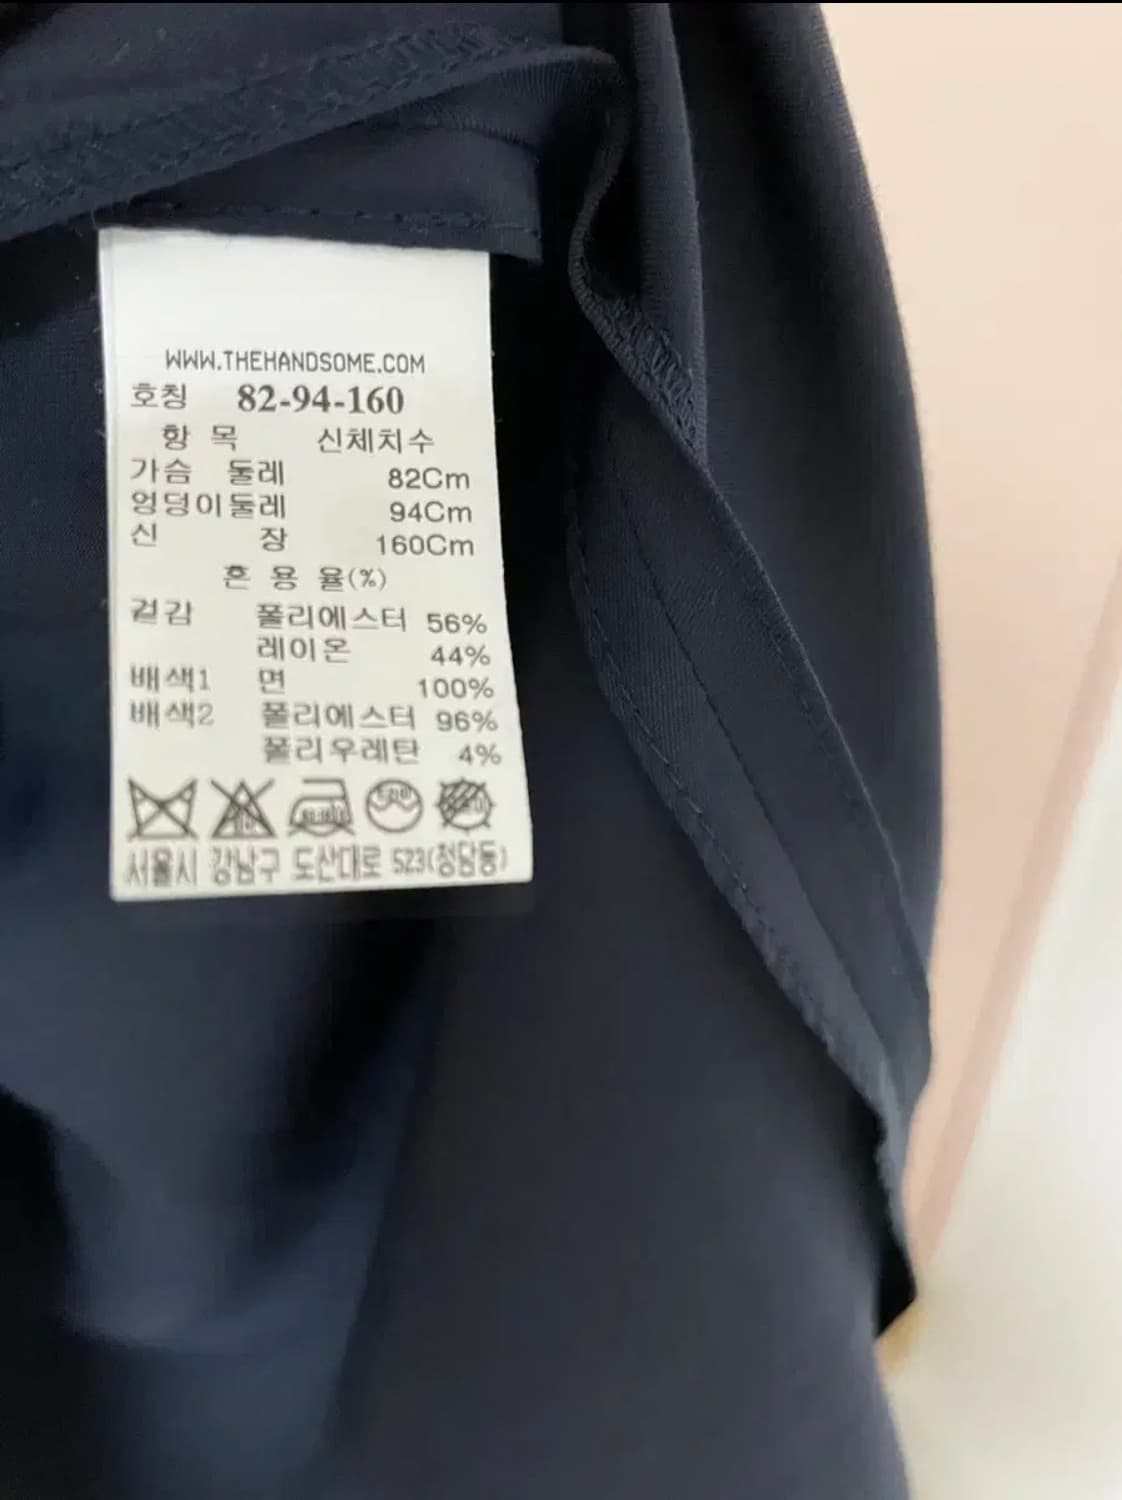 WWW.THEHANDSOME.COM
호칭 82-94-160
항 목 신체치수
가슴 둘레 82Cm
엉덩이둘레 94Cm
신 장 160Cm
혼 용 율(%)
겉감 폴리에스터 56%
레이온 44%
배색1 면 100%
배색2 폴리에스터 96%
폴리우레탄 4%
서울시 강남구 도산대로 523(청담동)